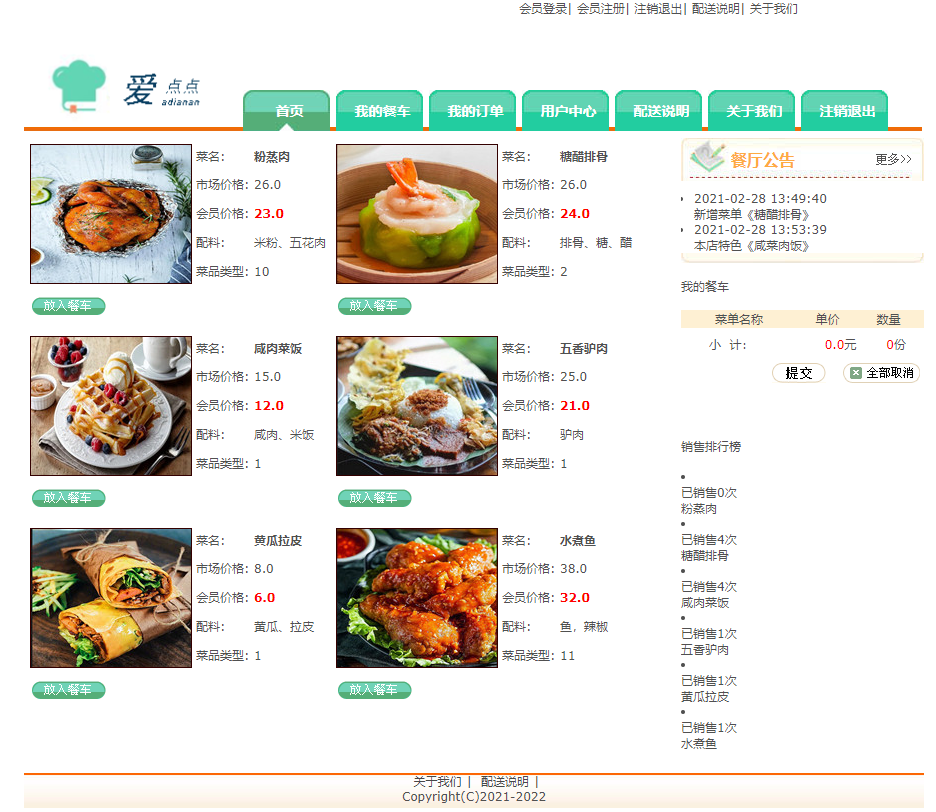 会员登录| 会员注册| 注销退出| 配送说明| 关于我们
爱 点点
adianan
首页 我的餐车 我的订单 用户中心 配送说明 关于我们 注销退出
菜名: 粉蒸肉
市场价格: 26.0
会员价格: 23.0
配料: 米粉、五花肉
菜品类型: 10
放入餐车
菜名: 糖醋排骨
市场价格: 26.0
会员价格: 24.0
配料: 排骨、糖、醋
菜品类型: 2
放入餐车
菜名: 咸肉菜饭
市场价格: 15.0
会员价格: 12.0
配料: 咸肉、米饭
菜品类型: 1
放入餐车
菜名: 五香驴肉
市场价格: 25.0
会员价格: 21.0
配料: 驴肉
菜品类型: 1
放入餐车
菜名: 黄瓜拉皮
市场价格: 8.0
会员价格: 6.0
配料: 黄瓜、拉皮
菜品类型: 1
放入餐车
菜名: 水煮鱼
市场价格: 38.0
会员价格: 32.0
配料: 鱼，辣椒
菜品类型: 11
放入餐车
餐厅公告 更多>>
2021-02-28 13:49:40
新增菜单《糖醋排骨》
2021-02-28 13:53:39
本店特色《咸菜肉饭》
我的餐车
菜单名称 单价 数量
小 计: 0.0元 0份
提交 全部取消
销售排行榜
已销售0次
粉蒸肉
已销售4次
糖醋排骨
已销售4次
咸肉菜饭
已销售1次
五香驴肉
已销售1次
黄瓜拉皮
已销售1次
水煮鱼
关于我们 | 配送说明 |
Copyright(C)2021-2022